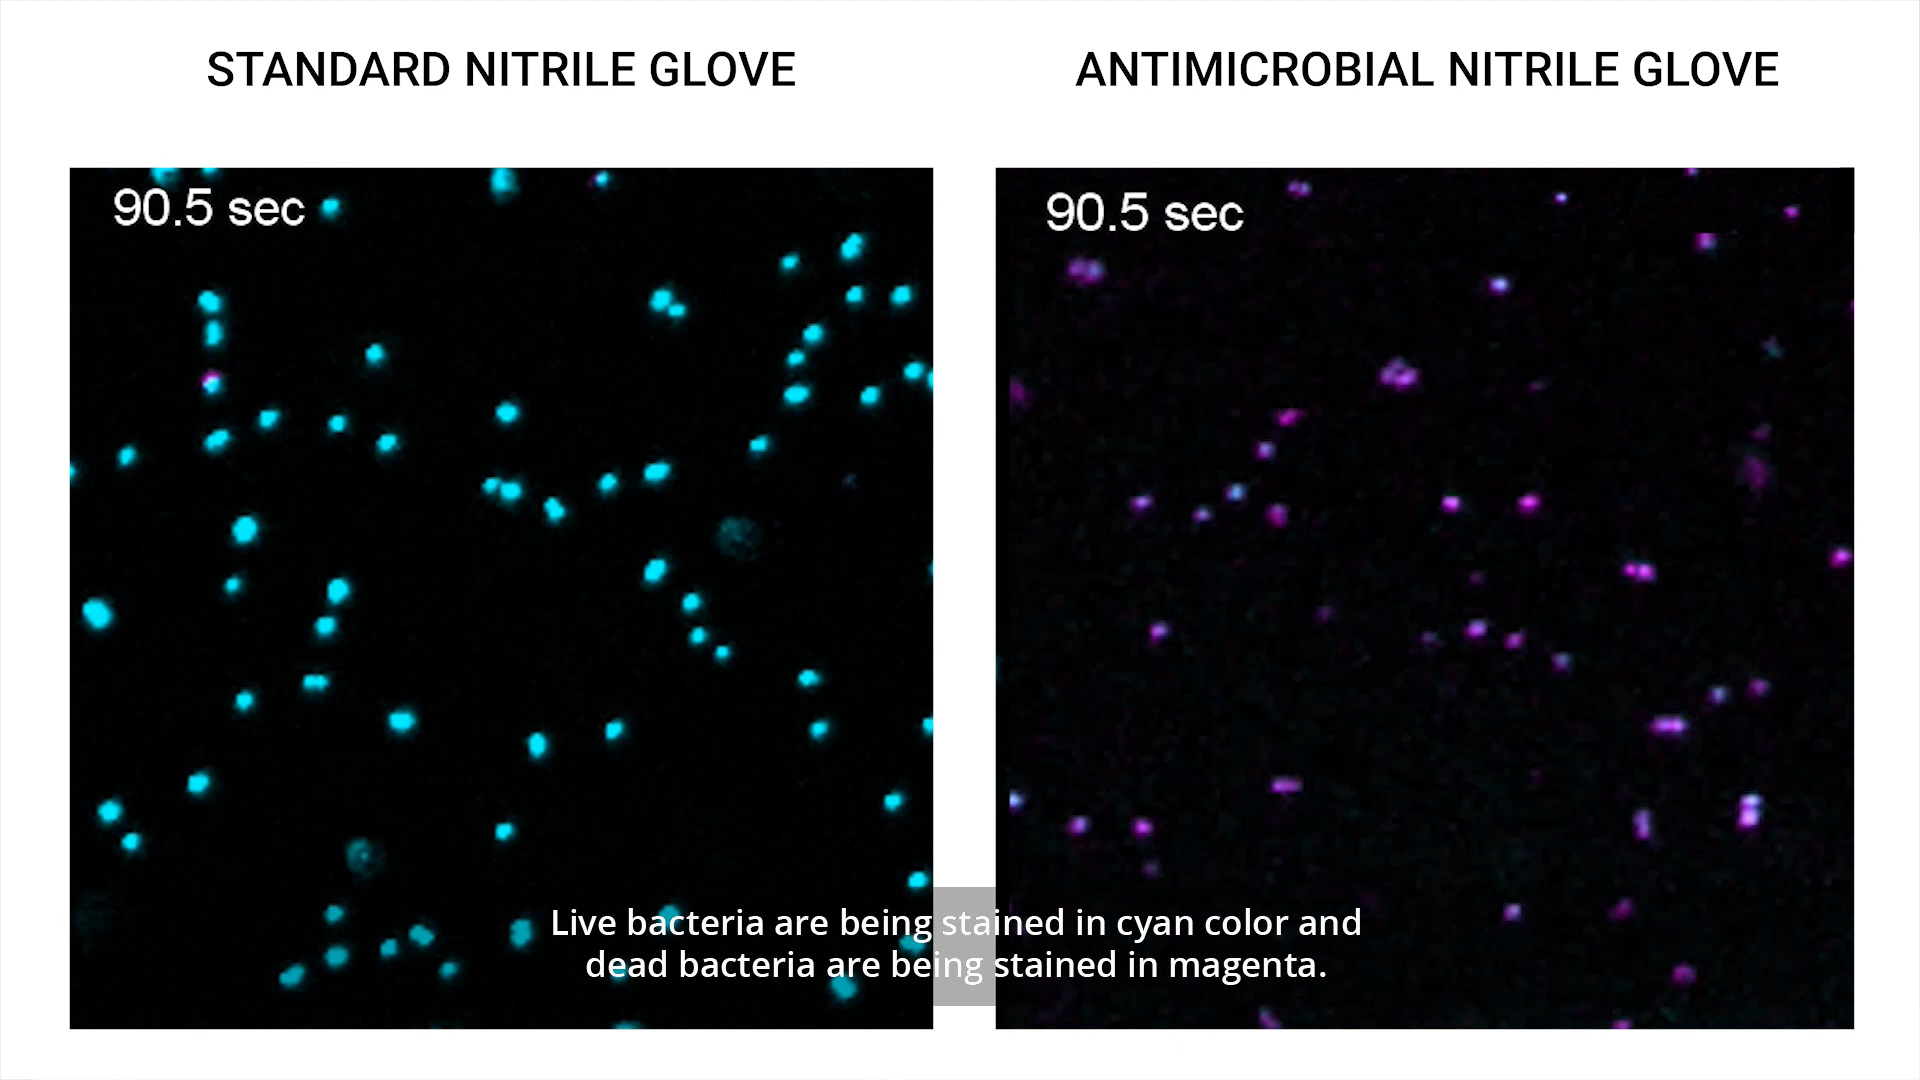 STANDARD NITRILE GLOVE
ANTIMICROBIAL NITRILE GLOVE
90.5 sec
90.5 sec
Live bacteria are being stained in cyan color and
dead bacteria are being stained in magenta.